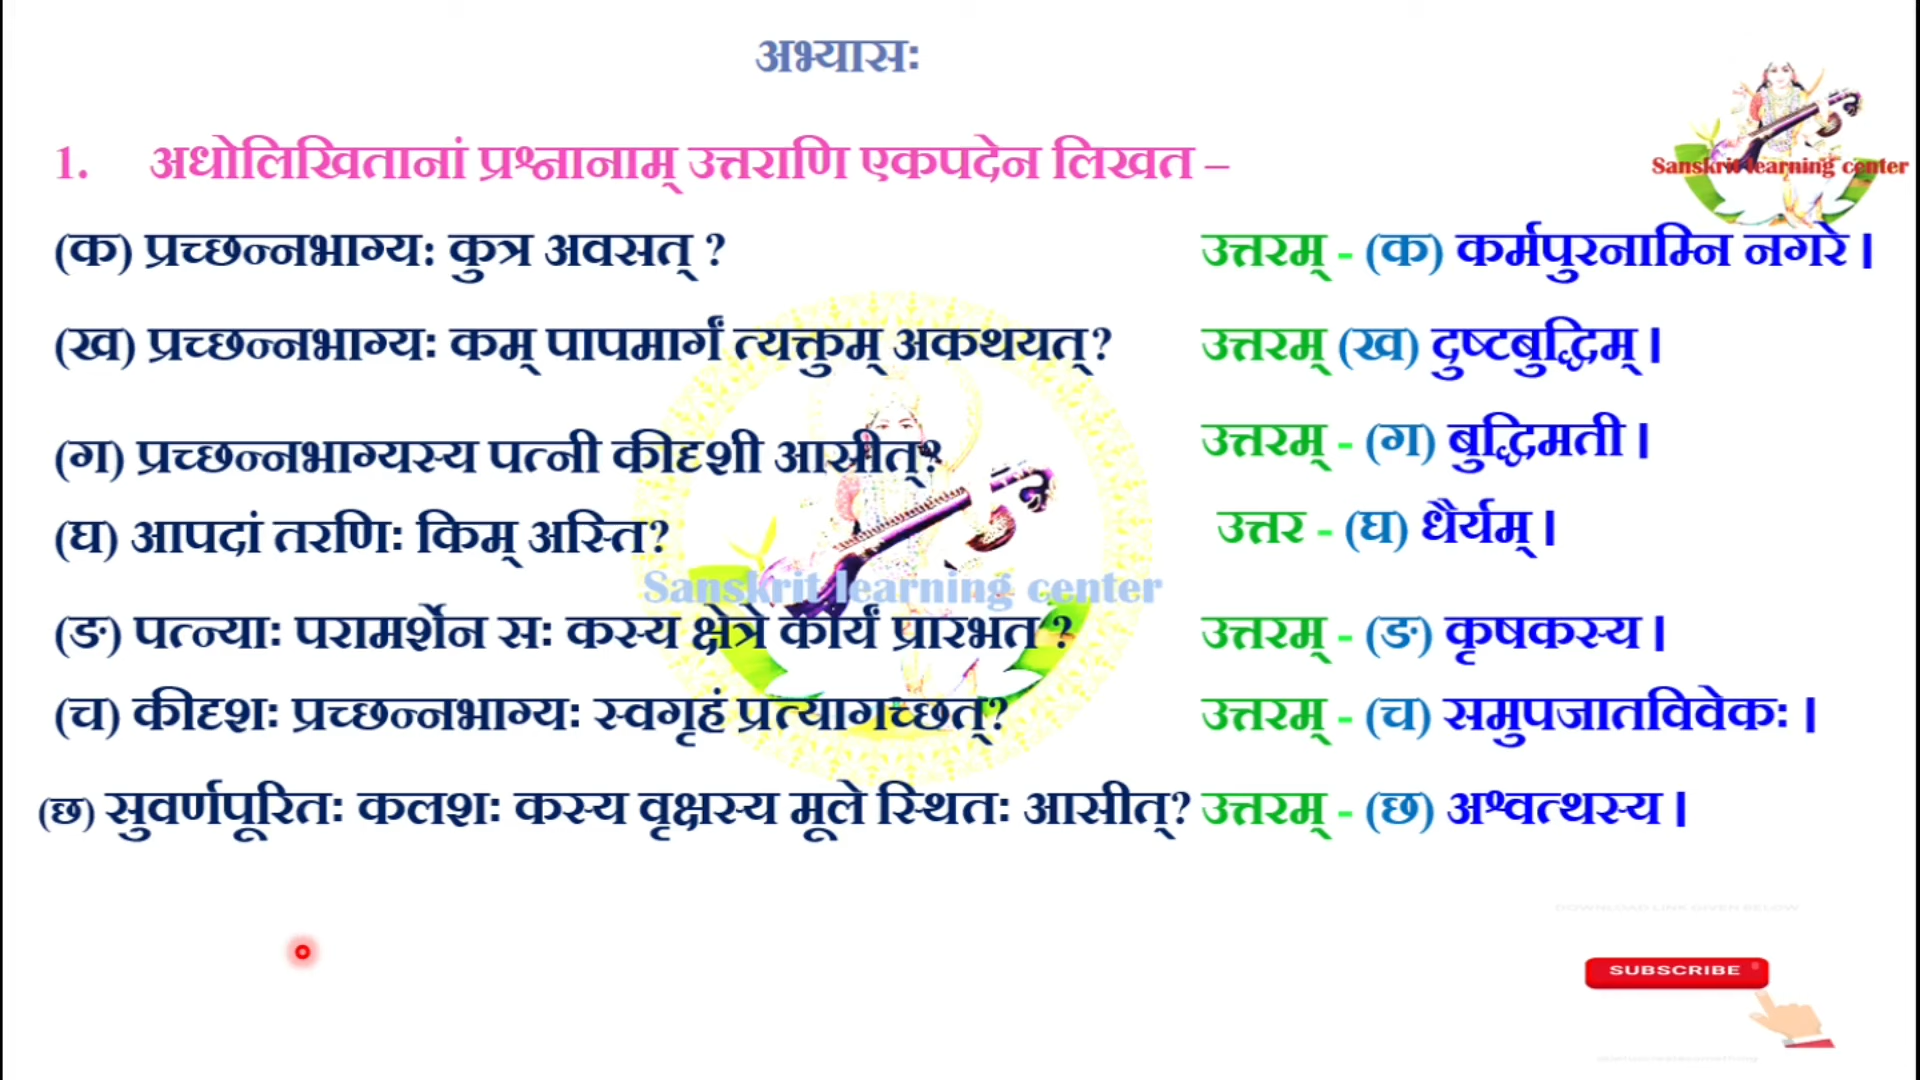 अभ्यासः
Sanskrit learning center
1. अधोलिखितानां प्रश्नानाम् उत्तराणि एकपदेन लिखत –
(क) प्रच्छन्नभाग्यः कुत्र अवसत् ? उत्तरम् - (क) कर्मपुरनाम्नि नगरे ।
(ख) प्रच्छन्नभाग्यः कम् पापमार्गं त्यक्तुम् अकथयत्? उत्तरम् (ख) दुष्टबुद्धिम् ।
(ग) प्रच्छन्नभाग्यस्य पत्नी कीदृशी आसीत्? उत्तरम् - (ग) बुद्धिमती ।
(घ) आपदां तरणिः किम् अस्ति? उत्तर - (घ) धैर्यम् ।
Sanskrit learning center
(ङ) पत्न्याः परामर्शेन सः कस्य क्षेत्रे कार्यं प्रारभत ? उत्तरम् - (ङ) कृषकस्य ।
(च) कीदृशः प्रच्छन्नभाग्यः स्वगृहं प्रत्यागच्छत्? उत्तरम् - (च) समुपजातविवेकः ।
(छ) सुवर्णपूरितः कलशः कस्य वृक्षस्य मूले स्थितः आसीत्? उत्तरम् - (छ) अश्वत्थस्य ।
DOWNLOAD LINK GIVEN BELOW
SUBSCRIBE